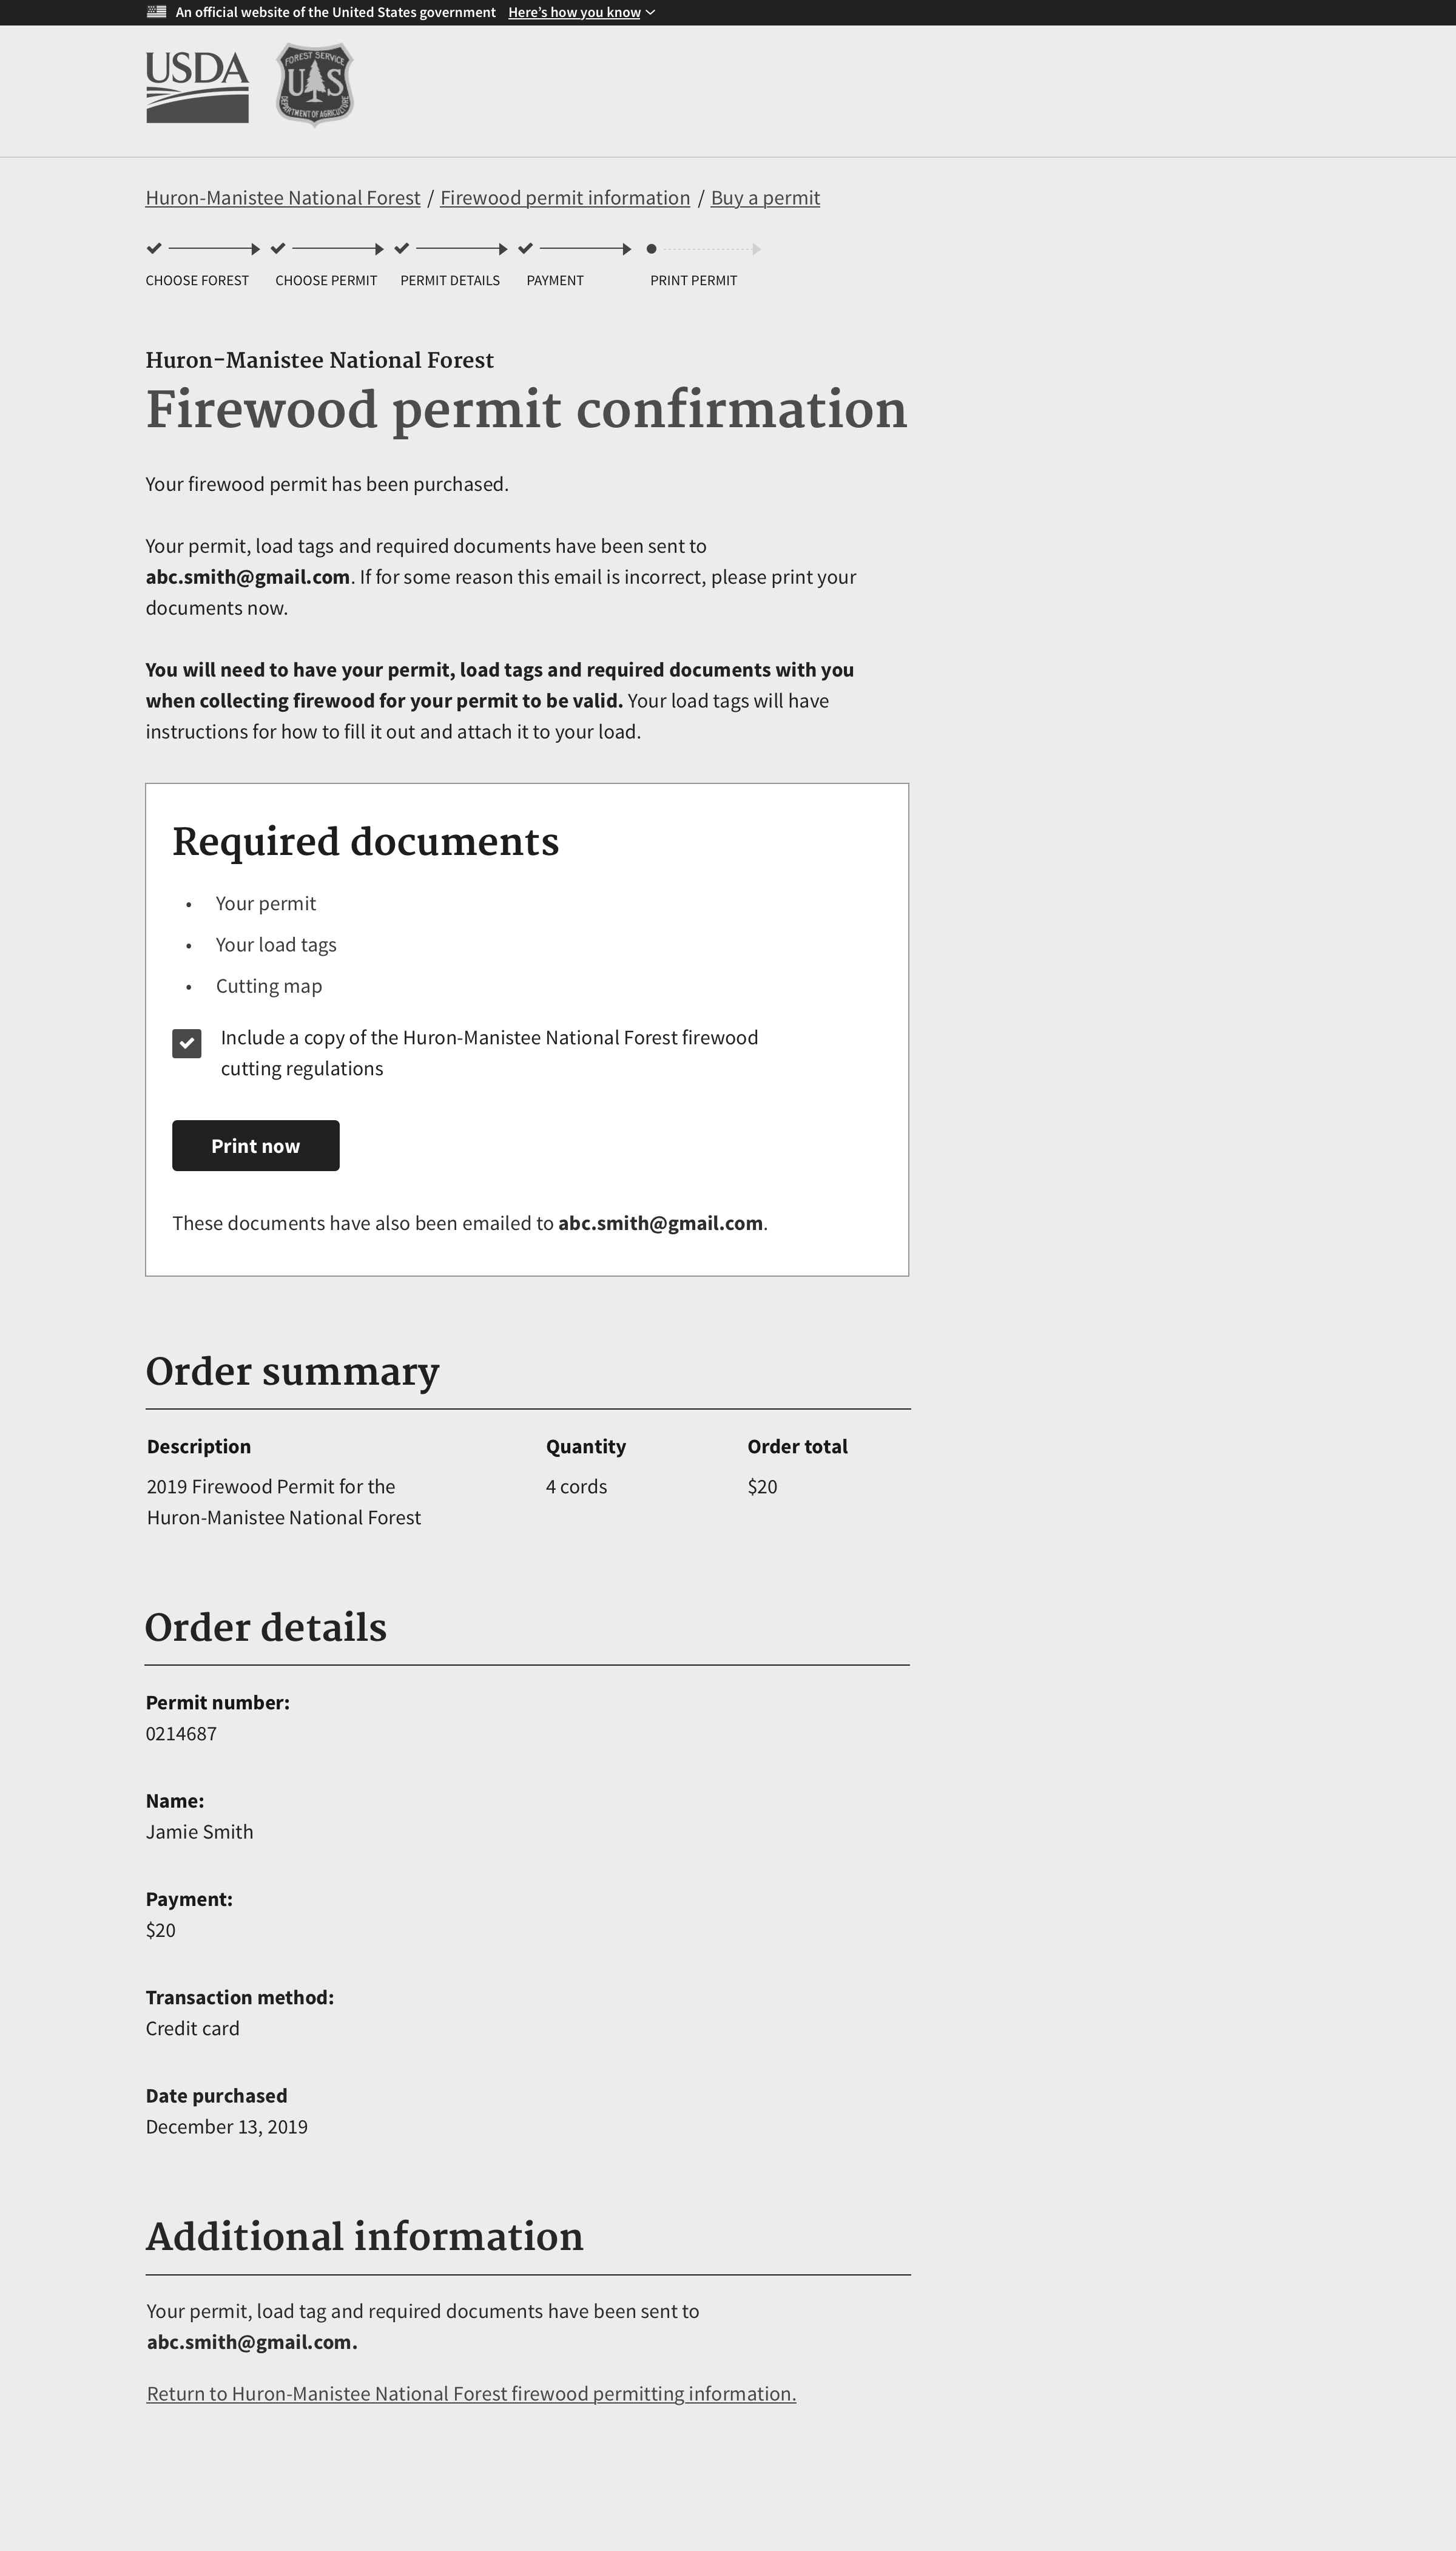 An official website of the United States government Here’s how you know
USDA
FOREST SERVICE
U S
DEPARTMENT OF AGRICULTURE
Huron-Manistee National Forest / Firewood permit information / Buy a permit
CHOOSE FOREST CHOOSE PERMIT PERMIT DETAILS PAYMENT PRINT PERMIT
Huron-Manistee National Forest
Firewood permit confirmation
Your firewood permit has been purchased.
Your permit, load tags and required documents have been sent to
abc.smith@gmail.com. If for some reason this email is incorrect, please print your
documents now.
You will need to have your permit, load tags and required documents with you
when collecting firewood for your permit to be valid. Your load tags will have
instructions for how to fill it out and attach it to your load.
Required documents
• Your permit
• Your load tags
• Cutting map
Include a copy of the Huron-Manistee National Forest firewood
cutting regulations
Print now
These documents have also been emailed to abc.smith@gmail.com.
Order summary
Description Quantity Order total
2019 Firewood Permit for the 4 cords $20
Huron-Manistee National Forest
Order details
Permit number:
0214687
Name:
Jamie Smith
Payment:
$20
Transaction method:
Credit card
Date purchased
December 13, 2019
Additional information
Your permit, load tag and required documents have been sent to
abc.smith@gmail.com.
Return to Huron-Manistee National Forest firewood permitting information.